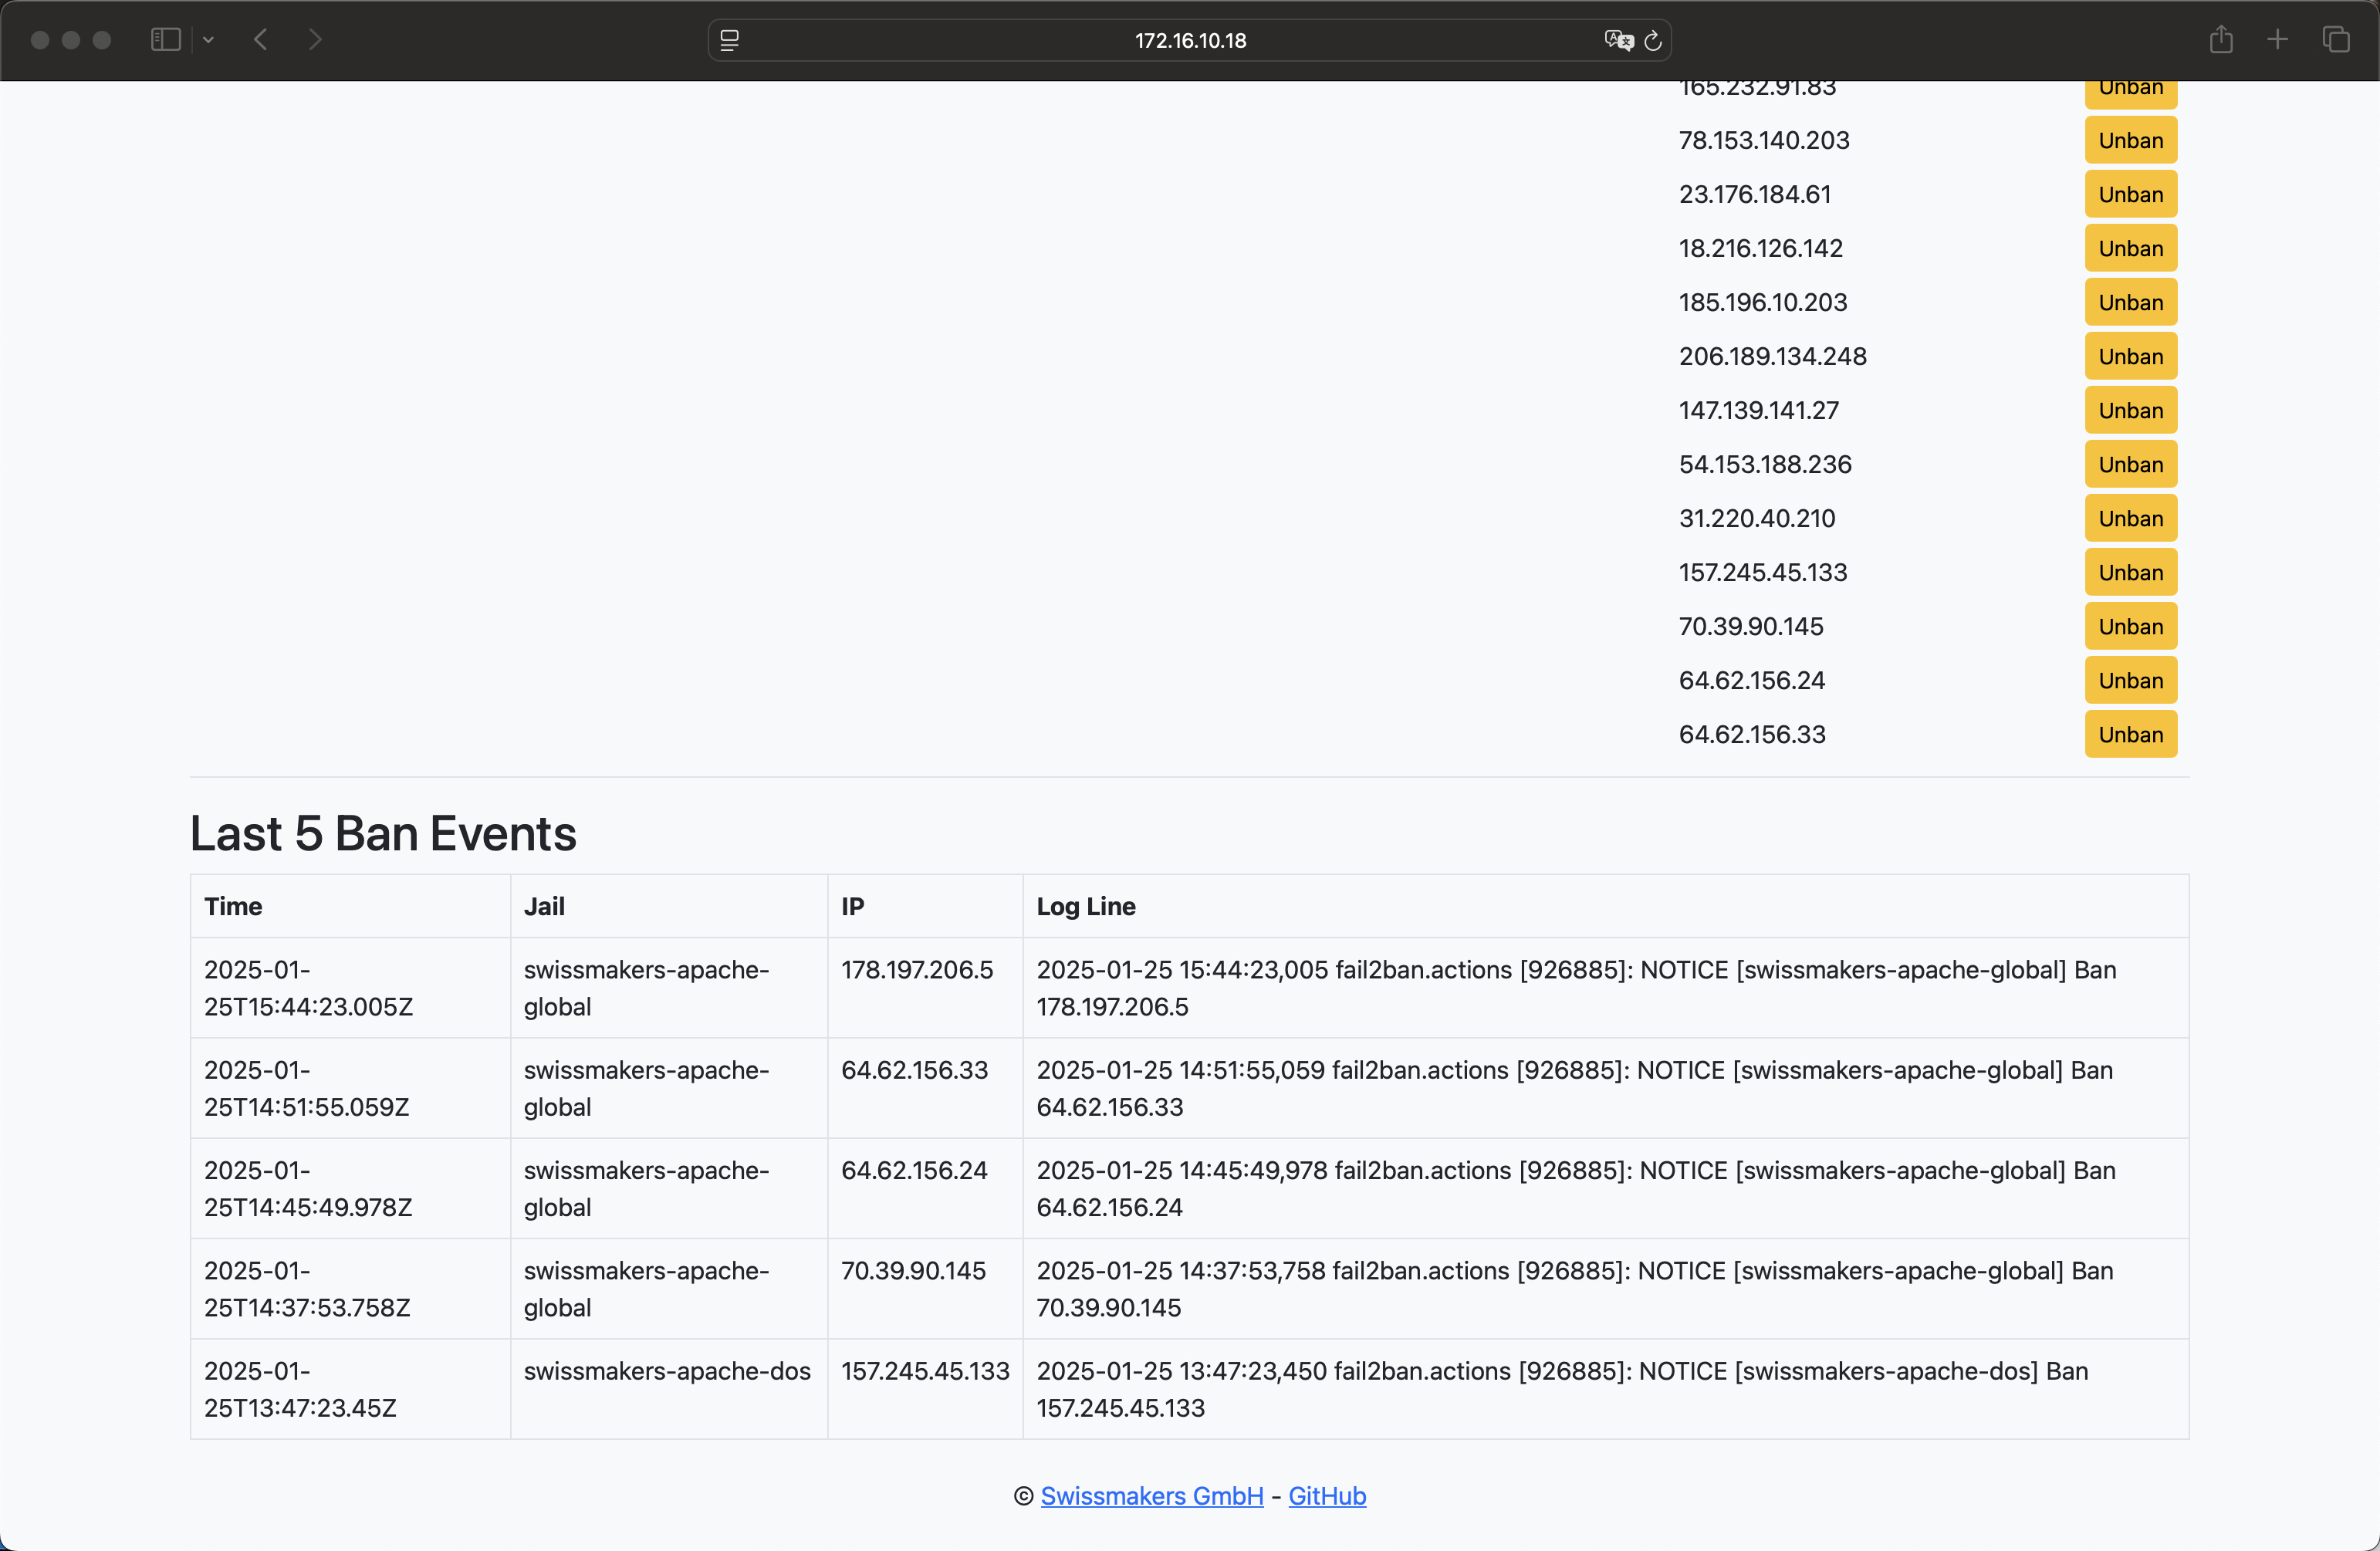 172.16.10.18
165.232.91.83 Unban
78.153.140.203 Unban
23.176.184.61 Unban
18.216.126.142 Unban
185.196.10.203 Unban
206.189.134.248 Unban
147.139.141.27 Unban
54.153.188.236 Unban
31.220.40.210 Unban
157.245.45.133 Unban
70.39.90.145 Unban
64.62.156.24 Unban
64.62.156.33 Unban
Last 5 Ban Events
Time Jail IP Log Line
2025-01- swissmakers-apache- 178.197.206.5 2025-01-25 15:44:23,005 fail2ban.actions [926885]: NOTICE [swissmakers-apache-global] Ban
25T15:44:23.005Z global 178.197.206.5
2025-01- swissmakers-apache- 64.62.156.33 2025-01-25 14:51:55,059 fail2ban.actions [926885]: NOTICE [swissmakers-apache-global] Ban
25T14:51:55.059Z global 64.62.156.33
2025-01- swissmakers-apache- 64.62.156.24 2025-01-25 14:45:49,978 fail2ban.actions [926885]: NOTICE [swissmakers-apache-global] Ban
25T14:45:49.978Z global 64.62.156.24
2025-01- swissmakers-apache- 70.39.90.145 2025-01-25 14:37:53,758 fail2ban.actions [926885]: NOTICE [swissmakers-apache-global] Ban
25T14:37:53.758Z global 70.39.90.145
2025-01- swissmakers-apache-dos 157.245.45.133 2025-01-25 13:47:23,450 fail2ban.actions [926885]: NOTICE [swissmakers-apache-dos] Ban
25T13:47:23.45Z 157.245.45.133
© Swissmakers GmbH - GitHub